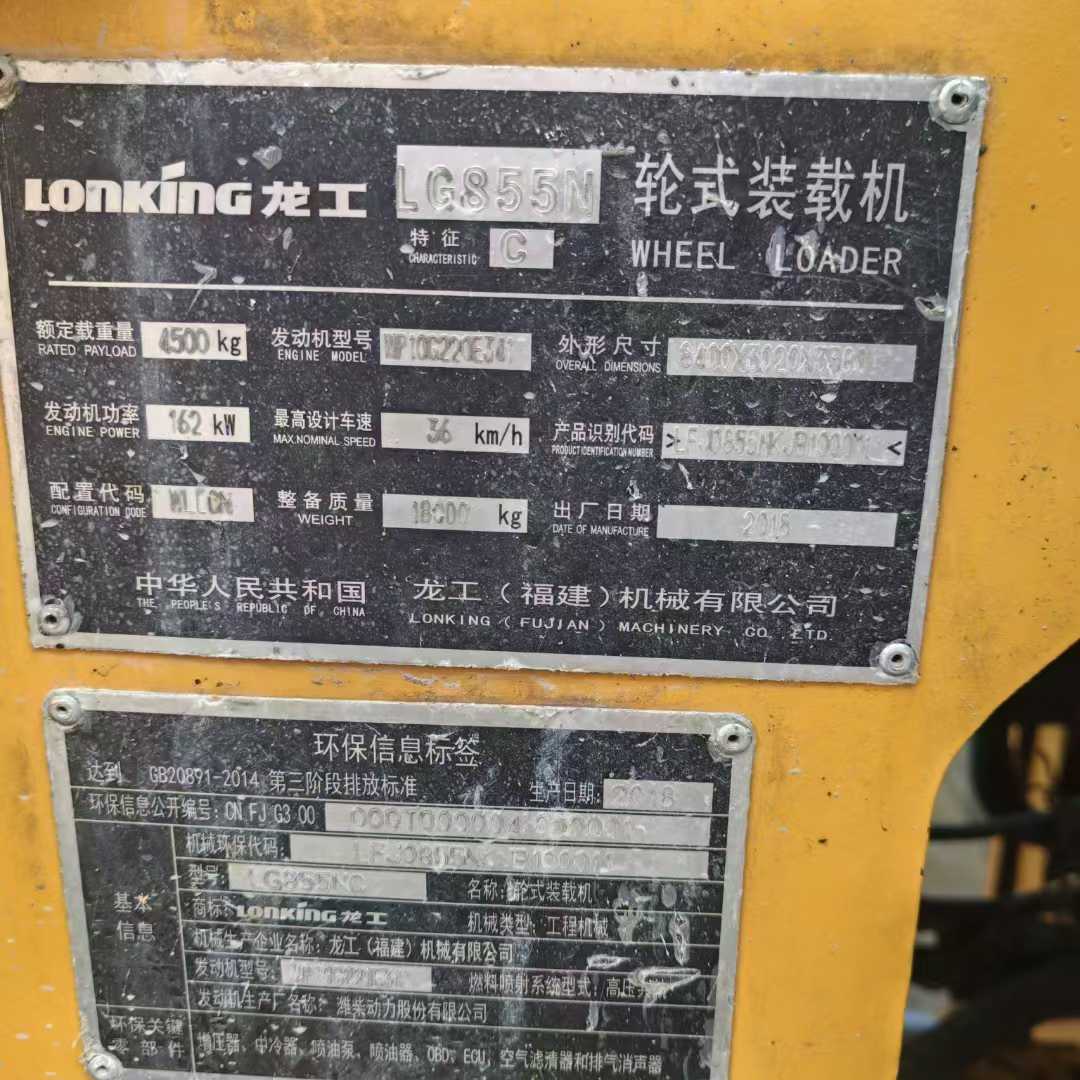 LONKING 龙工 LG855N 轮式装载机
特征 C
CHARACTERISTIC
WHEEL LOADER
额定载重量 4500 kg 发动机型号 WP10G220E341 外形尺寸
RATED PAYLOAD ENGINE MODEL OVERALL DIMENSIONS
发动机功率 162 kW 最高设计车速 36 km/h 产品识别代码
ENGINE POWER MAX.NOMINAL SPEED PRODUCT IDENTIFICATION NUMBER
配置代码 整备质量 18000 kg 出厂日期 2018
CONFIGURATION CODE WEIGHT DATE OF MANUFACTURE
中华人民共和国 龙工（福建）机械有限公司
THE PEOPLE'S REPUBLIC OF CHINA LONKING (FUJIAN) MACHINERY CO. LTD.
环保信息标签
达到 GB20891-2014 第三阶段排放标准 生产日期: 2018
环保信息公开编号: CN FJ G3 00
机械环保代码:
基本信息
型号: LG855NC 名称: 轮式装载机
商标: LONKING 龙工 机械类型: 工程机械
机械生产企业名称: 龙工（福建）机械有限公司
发动机型号: 燃料喷射系统型式: 高压
发动机生产厂名称: 潍柴动力股份有限公司
环保关键零部件
增压器、中冷器、喷油泵、喷油器、OBD、ECU、空气滤清器和排气消声器